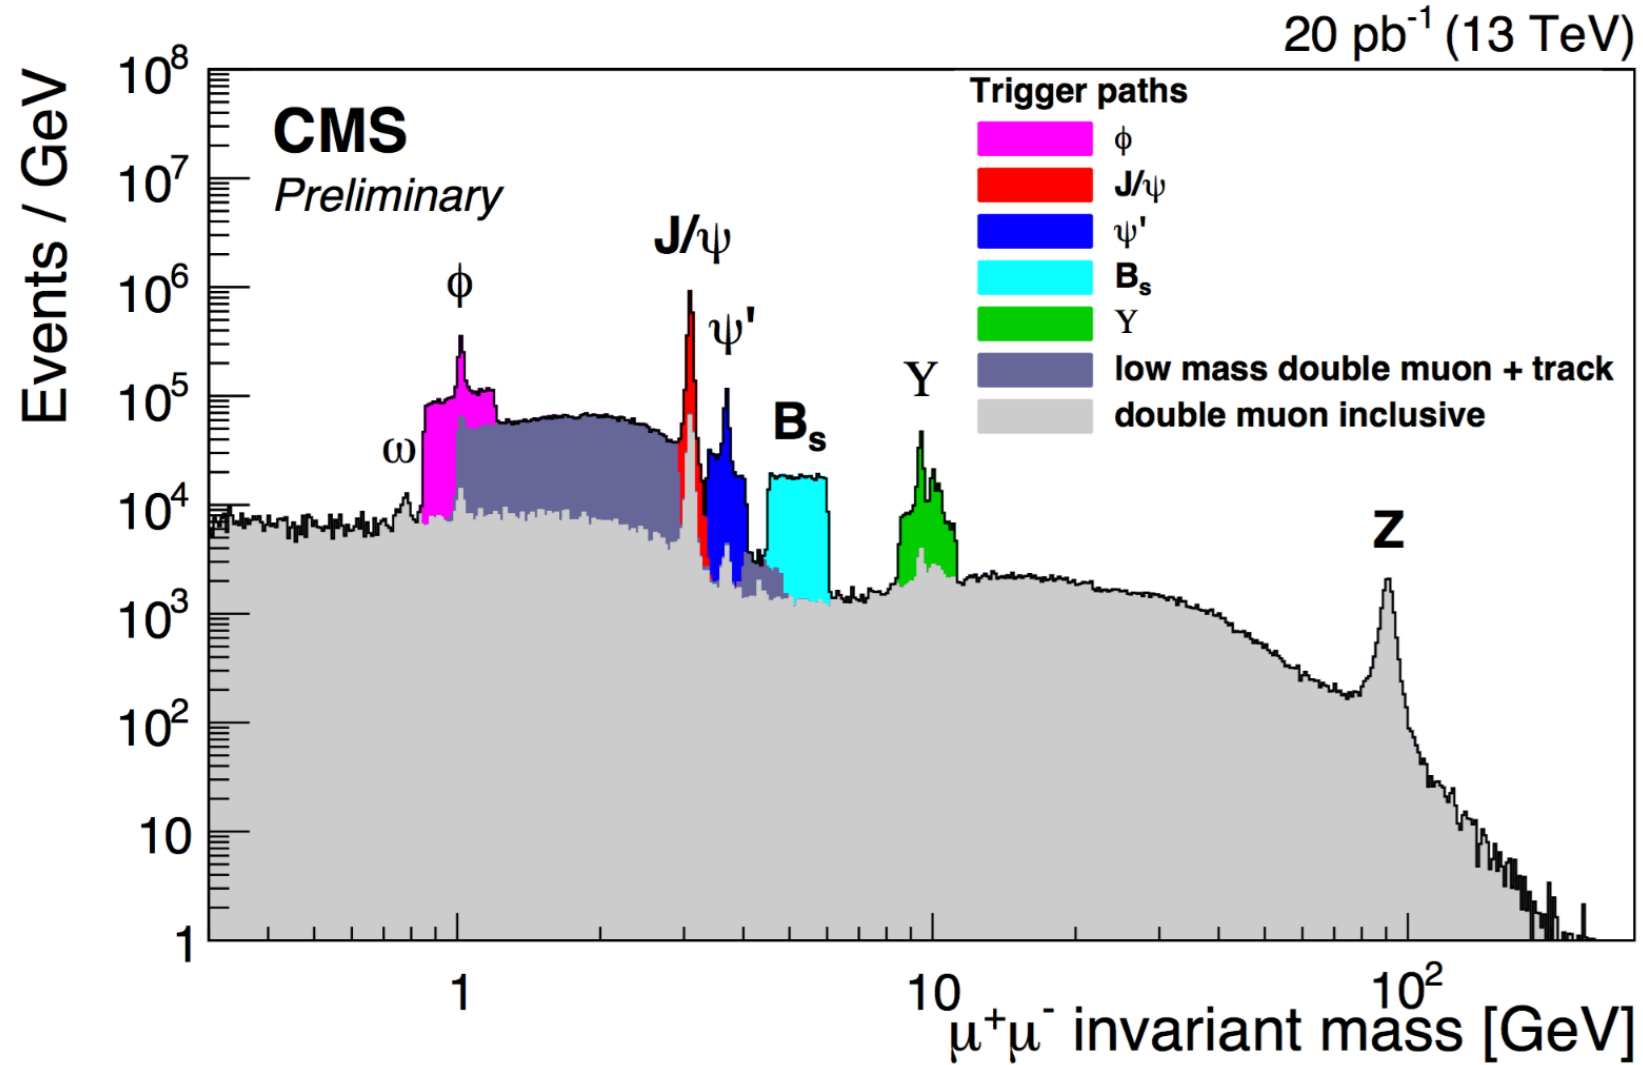 20 pb⁻¹ (13 TeV)
Events / GeV
10⁸
10⁷
10⁶
10⁵
10⁴
10³
10²
10
1
CMS
Preliminary
Trigger paths
ϕ
J/ψ
ψ'
Bₛ
Υ
low mass double muon + track
double muon inclusive
ω
ϕ
J/ψ
ψ'
Bₛ
Υ
Z
1
10
10²
μ⁺μ⁻ invariant mass [GeV]